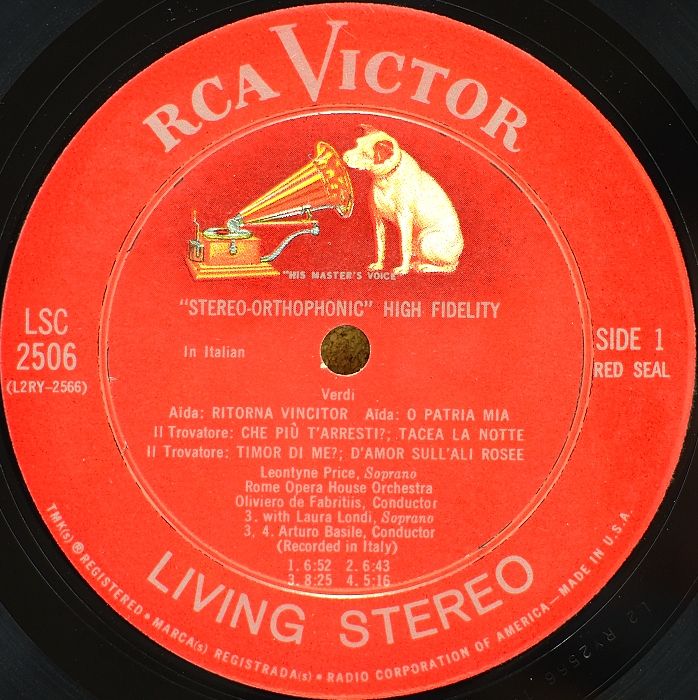 RCA VICTOR
"HIS MASTER'S VOICE"
"STEREO-ORTHOPHONIC" HIGH FIDELITY
LSC
2506
(L2RY-2566)
SIDE 1
RED SEAL
In Italian
Verdi
Aida: RITORNA VINCITOR Aida: O PATRIA MIA
Il Trovatore: CHE PIÙ T'ARRESTI?; TACEA LA NOTTE
Il Trovatore: TIMOR DI ME?; D'AMOR SULL'ALI ROSEE
Leontyne Price, Soprano
Rome Opera House Orchestra
Oliviero de Fabritiis, Conductor
3. with Laura Londi, Soprano
3, 4. Arturo Basile, Conductor
(Recorded in Italy)
1. 6:52 2. 6:43
3. 8:25 4. 5:16
LIVING STEREO
TMK(s) ® REGISTERED • MARCA(s) REGISTRADA(s) • RADIO CORPORATION OF AMERICA—MADE IN U.S.A.